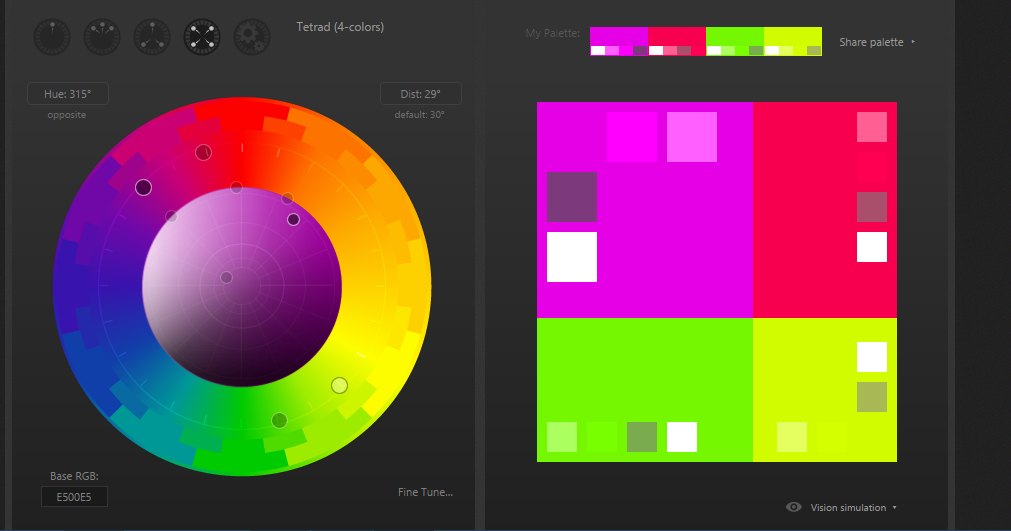 Tetrad (4-colors)
My Palette:
Share palette
Hue: 315°
opposite
Dist: 29°
default: 30°
Base RGB:
E500E5
Fine Tune...
Vision simulation